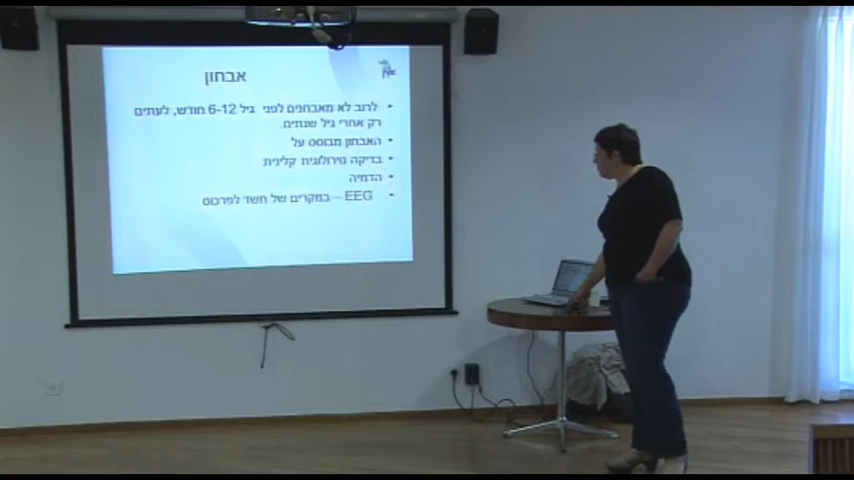 אבחון
לרוב לא מאבחנים לפני גיל 6-12 חודש, לעתים
רק אחרי גיל שנתיים.
האבחון מבוסס על
בדיקה נוירולוגית קלינית
הדמיה
EEG – במקרים של חשד לפרכוס